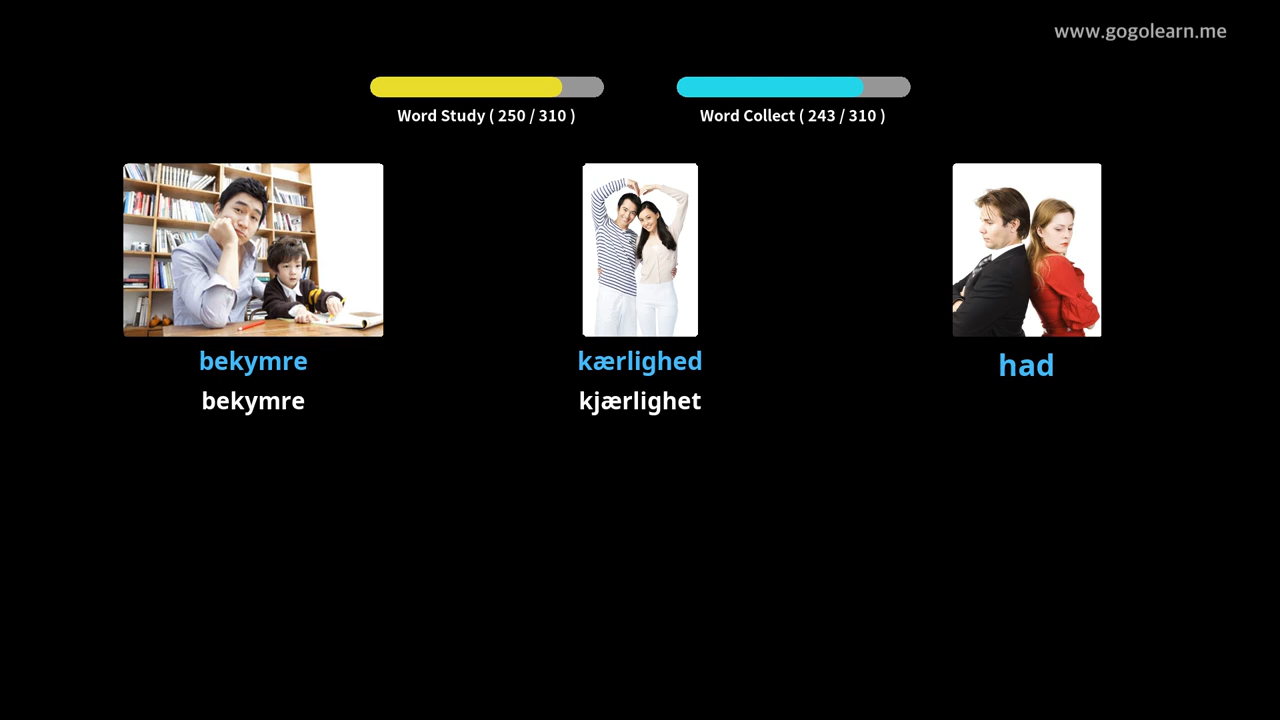 www.gogolearn.me
Word Study ( 250 / 310 )
Word Collect ( 243 / 310 )
bekymre
bekymre
kærlighed
kjærlighet
had